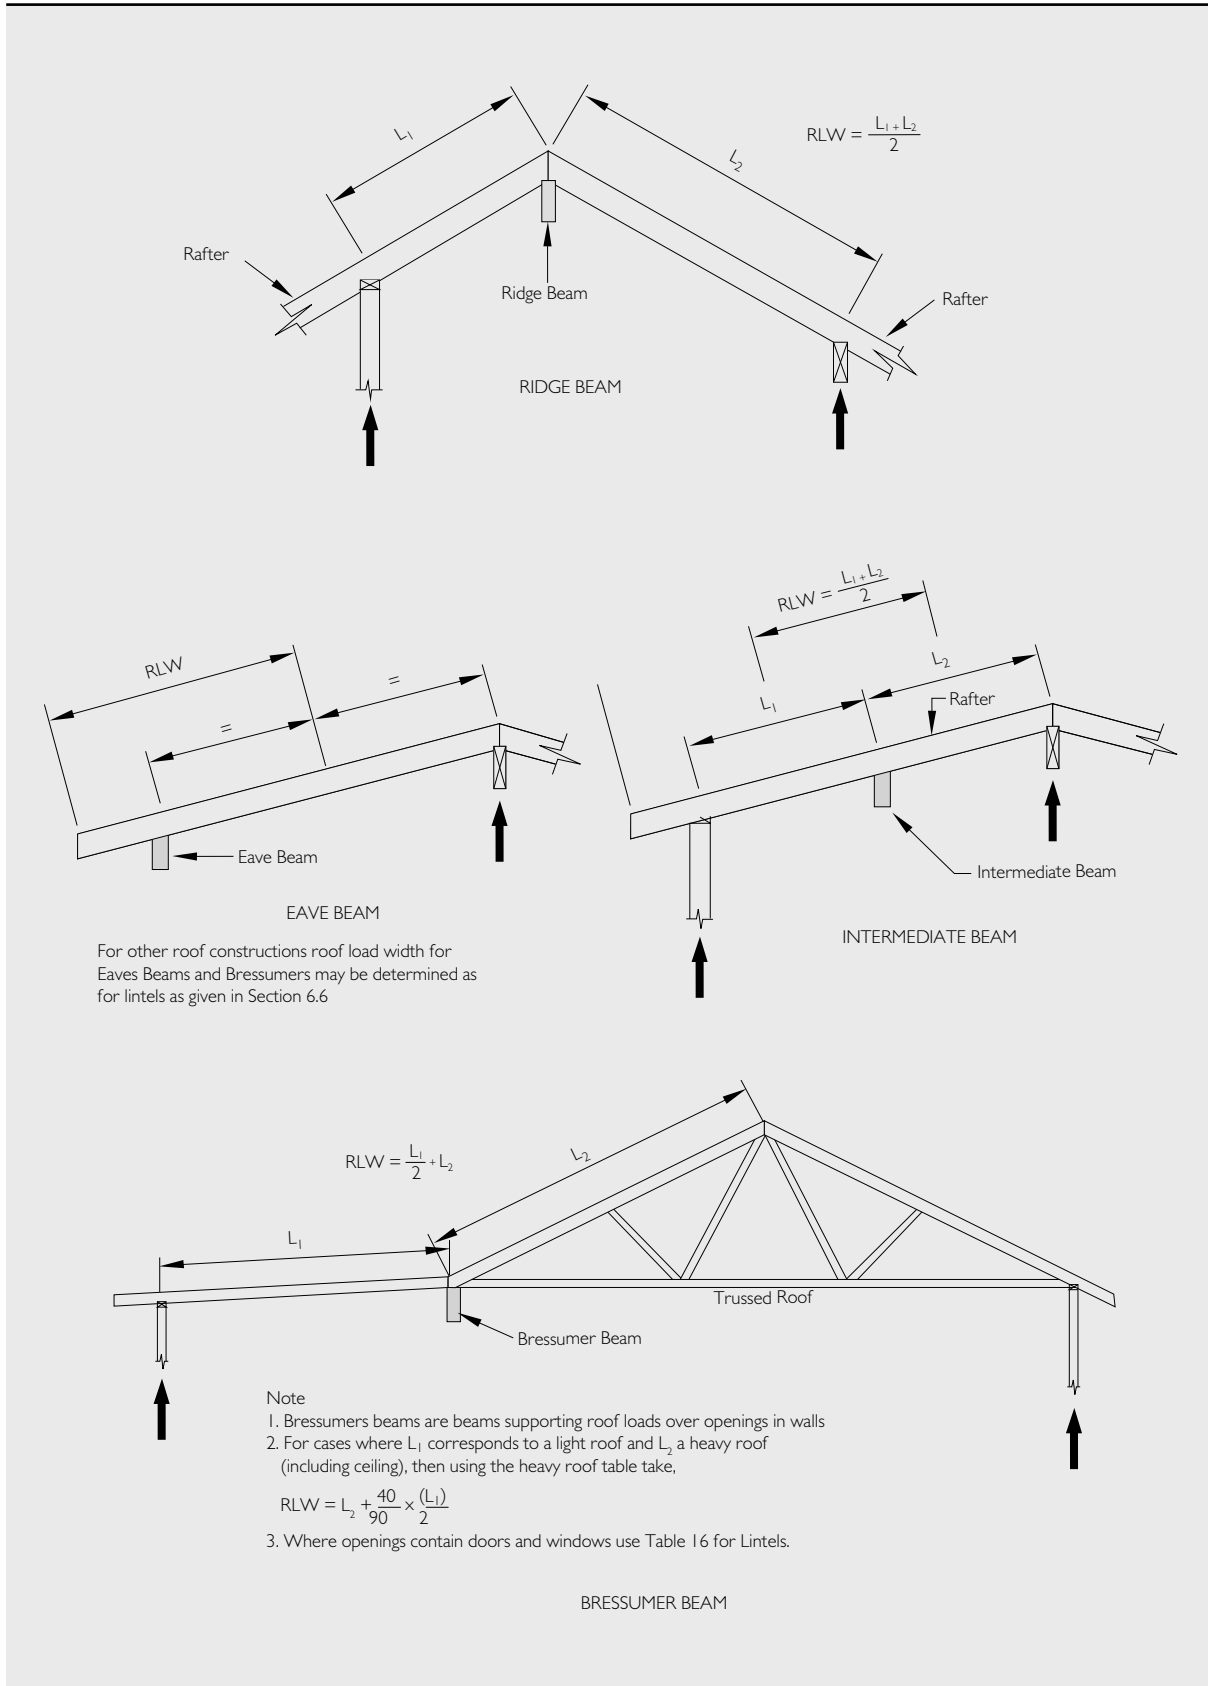 L₁
L₂
RLW = L₁ + L₂ / 2
Rafter
Ridge Beam
Rafter
RIDGE BEAM
RLW
=
=
Eave Beam
EAVE BEAM
For other roof constructions roof load width for
Eaves Beams and Bressumers may be determined as
for lintels as given in Section 6.6
RLW = L₁ + L₂ / 2
L₂
L₁
Rafter
Intermediate Beam
INTERMEDIATE BEAM
RLW = L₁ / 2 + L₂
L₂
L₁
Trussed Roof
Bressumer Beam
Note
1. Bressumers beams are beams supporting roof loads over openings in walls
2. For cases where L₁ corresponds to a light roof and L₂ a heavy roof
(including ceiling), then using the heavy roof table take,
RLW = L₂ + 40 / 90 × (L₁) / 2
3. Where openings contain doors and windows use Table 16 for Lintels.
BRESSUMER BEAM